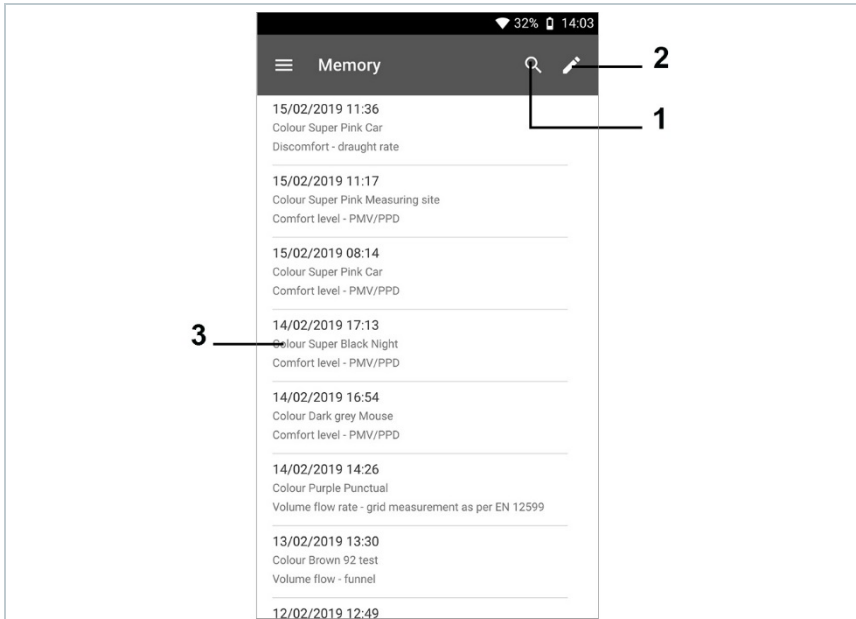 32% 14:03
Memory
2
1
15/02/2019 11:36
Colour Super Pink Car
Discomfort - draught rate
15/02/2019 11:17
Colour Super Pink Measuring site
Comfort level - PMV/PPD
15/02/2019 08:14
Colour Super Pink Car
Comfort level - PMV/PPD
14/02/2019 17:13
3
Colour Super Black Night
Comfort level - PMV/PPD
14/02/2019 16:54
Colour Dark grey Mouse
Comfort level - PMV/PPD
14/02/2019 14:26
Colour Purple Punctual
Volume flow rate - grid measurement as per EN 12599
13/02/2019 13:30
Colour Brown 92 test
Volume flow - funnel
12/02/2019 12:49